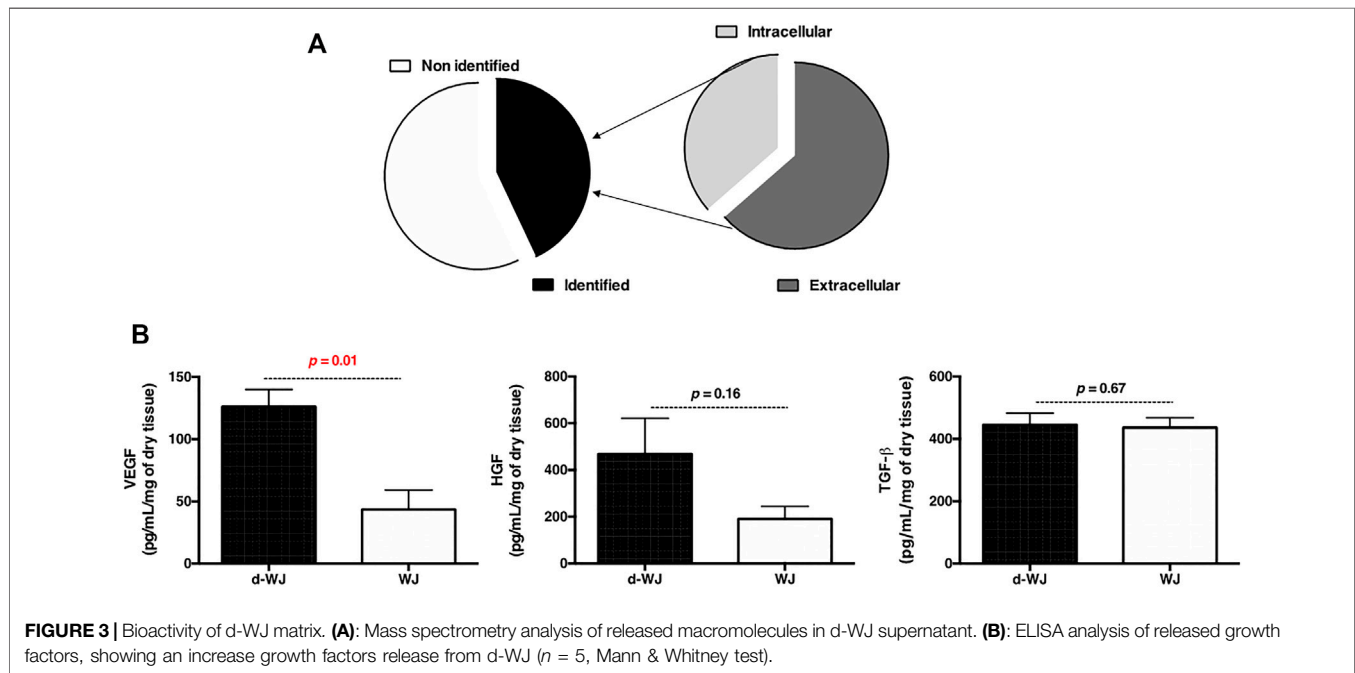 A
Intracellular
Non identified
Identified
Extracellular
B
p = 0.01
150
100
50
0
VEGF
(pg/mL/mg of dry tissue)
d-WJ
WJ
p = 0.16
800
600
400
200
0
HGF
(pg/mL/mg of dry tissue)
d-WJ
WJ
p = 0.67
600
400
200
0
TGF-β
(pg/mL/mg of dry tissue)
d-WJ
WJ
FIGURE 3 | Bioactivity of d-WJ matrix. (A): Mass spectrometry analysis of released macromolecules in d-WJ supernatant. (B): ELISA analysis of released growth
factors, showing an increase growth factors release from d-WJ (n = 5, Mann & Whitney test).